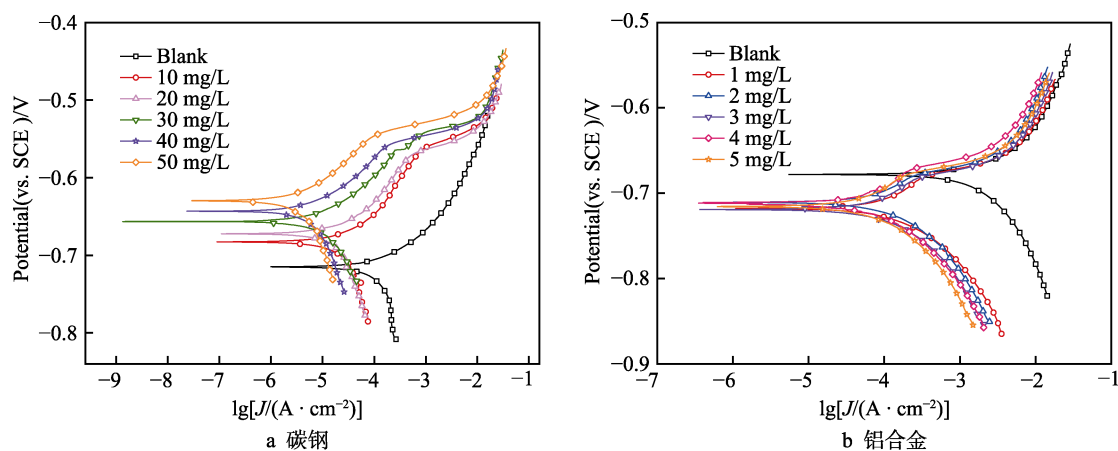 −0.4
−0.5
−0.6
−0.7
−0.8
Potential(vs. SCE )/V
Blank
10 mg/L
20 mg/L
30 mg/L
40 mg/L
50 mg/L
−9 −8 −7 −6 −5 −4 −3 −2 −1
lg[J/(A · cm⁻²)]
a 碳钢
−0.5
−0.6
−0.7
−0.8
−0.9
Potential(vs. SCE )/V
Blank
1 mg/L
2 mg/L
3 mg/L
4 mg/L
5 mg/L
−7 −6 −5 −4 −3 −2 −1
lg[J/(A · cm⁻²)]
b 铝合金